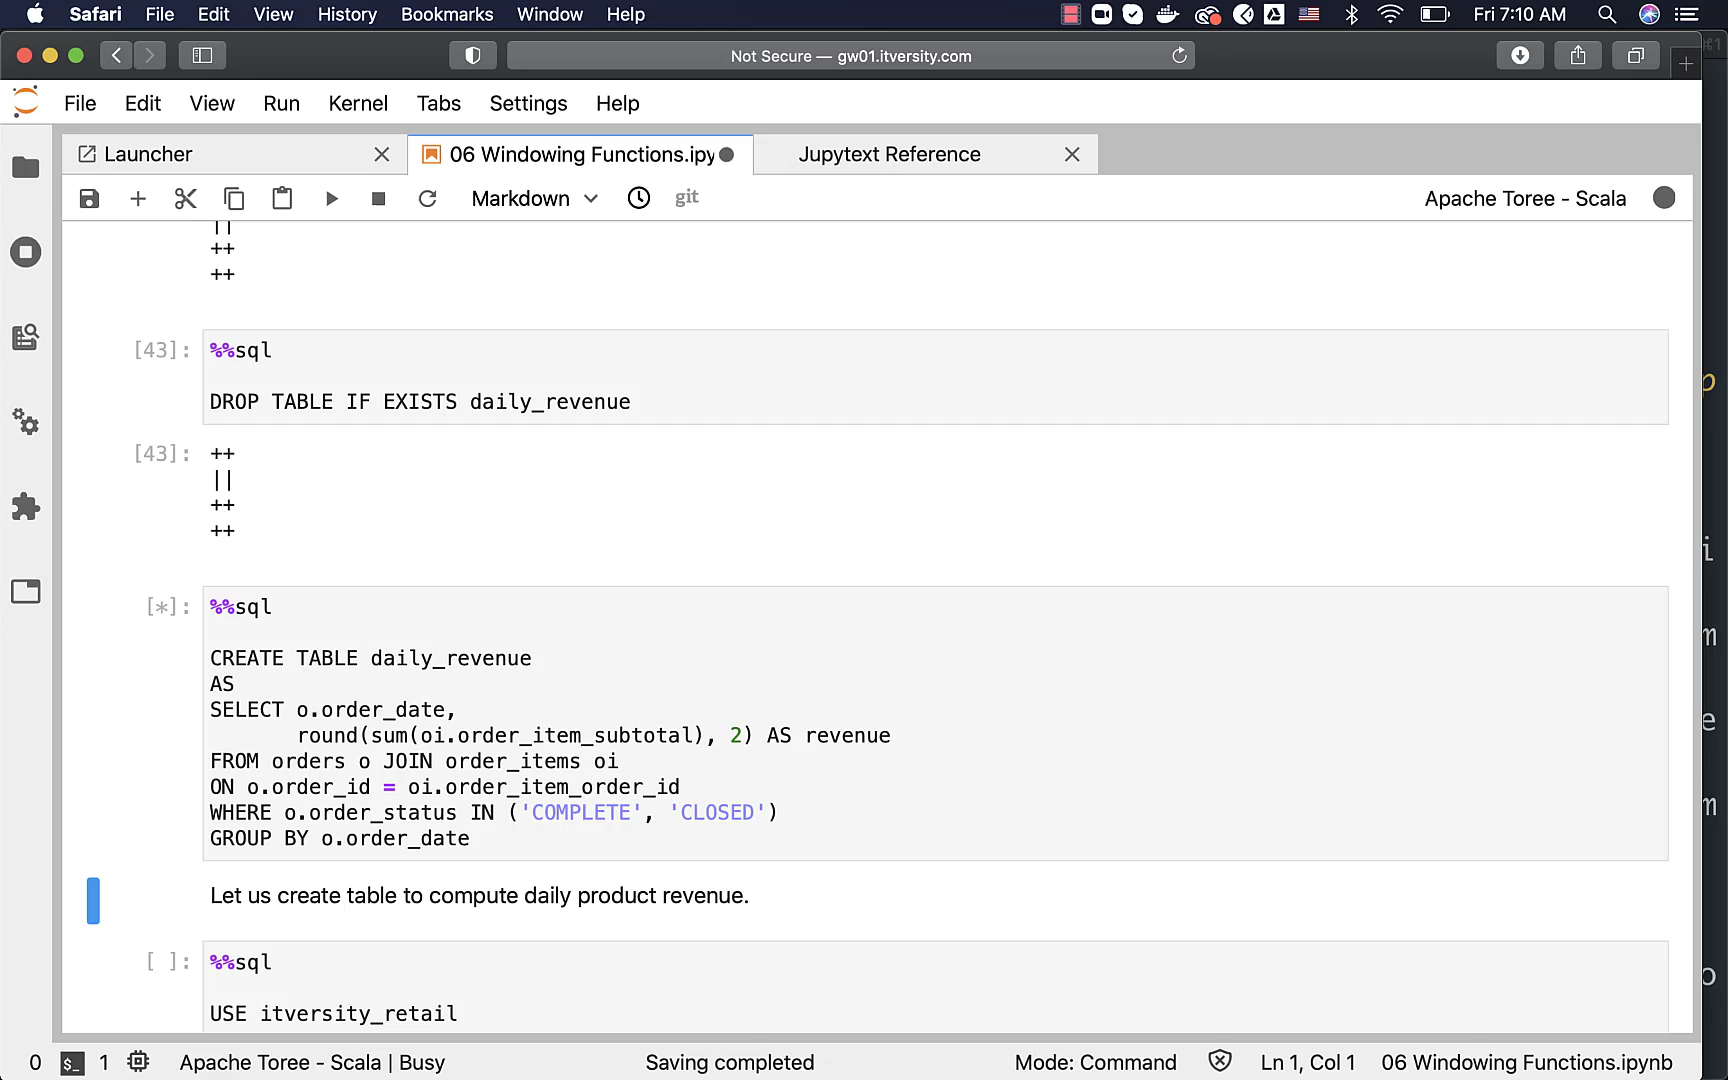 Safari File Edit View History Bookmarks Window Help Fri 7:10 AM
Not Secure — gw01.itversity.com
⌘1
File Edit View Run Kernel Tabs Settings Help
Launcher 06 Windowing Functions.ipy Jupytext Reference
Markdown git Apache Toree - Scala
||
++
++
[43]: %%sql
DROP TABLE IF EXISTS daily_revenue
[43]: ++
||
++
++
[*]: %%sql
CREATE TABLE daily_revenue
AS
SELECT o.order_date,
round(sum(oi.order_item_subtotal), 2) AS revenue
FROM orders o JOIN order_items oi
ON o.order_id = oi.order_item_order_id
WHERE o.order_status IN ('COMPLETE', 'CLOSED')
GROUP BY o.order_date
Let us create table to compute daily product revenue.
[ ]: %%sql
USE itversity_retail
0 $_ 1 Apache Toree - Scala | Busy Saving completed Mode: Command Ln 1, Col 1 06 Windowing Functions.ipynb